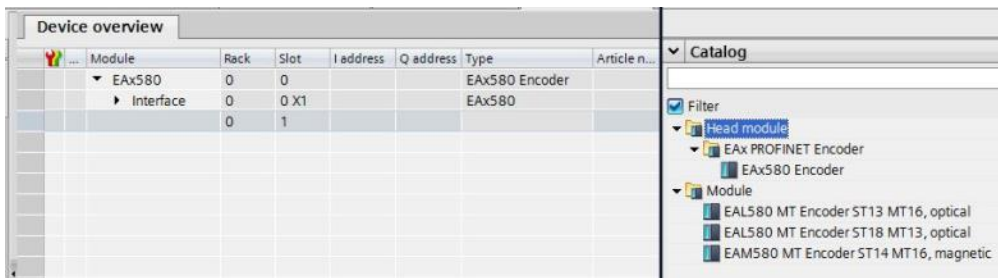 Device overview
... Module Rack Slot I address Q address Type Article n...
EAx580 0 0 EAx580 Encoder
Interface 0 0 X1 EAx580
0 1
Catalog
Filter
Head module
EAx PROFINET Encoder
EAx580 Encoder
Module
EAL580 MT Encoder ST13 MT16, optical
EAL580 MT Encoder ST18 MT13, optical
EAM580 MT Encoder ST14 MT16, magnetic